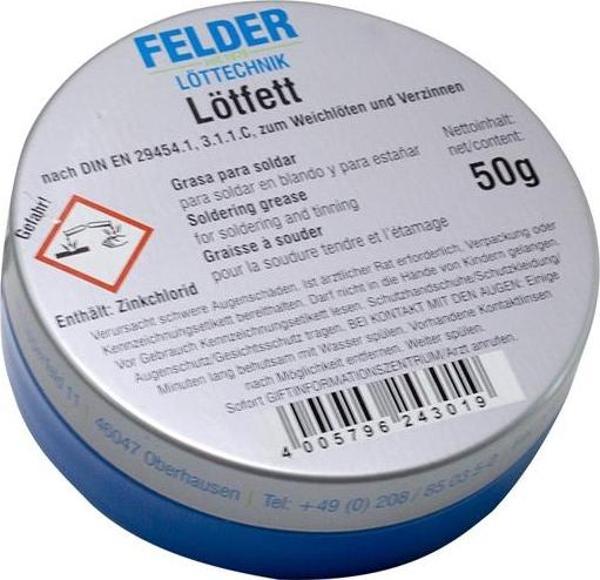 FELDER
LÖTTECHNIK
Lötfett
nach DIN EN 29454.1, 3.1.1.C, zum Weichlöten und Verzinnen
Nettoinhalt:
net/content:
50g
Grasa para soldar
para soldar en blando y para estañar
Soldering grease
for soldering and tinning
Graisse à souder
pour la soudure tendre et l'étamage
Gefahr!
Enthält: Zinkchlorid
Verursacht schwere Augenschäden. Ist ärztlicher Rat erforderlich, Verpackung oder
Kennzeichnungsetikett bereithalten. Darf nicht in die Hände von Kindern gelangen.
Vor Gebrauch Kennzeichnungsetikett lesen. Schutzhandschuhe/Schutzkleidung/
Augenschutz/Gesichtsschutz tragen. BEI KONTAKT MIT DEN AUGEN: Einige
Minuten lang behutsam mit Wasser spülen. Vorhandene Kontaktlinsen
nach Möglichkeit entfernen. Weiter spülen.
Sofort GIFTINFORMATIONSZENTRUM/Arzt anrufen.
4 005796 243019
11 | 46047 Oberhausen | Tel: +49 (0) 208 / 85 03 5-0